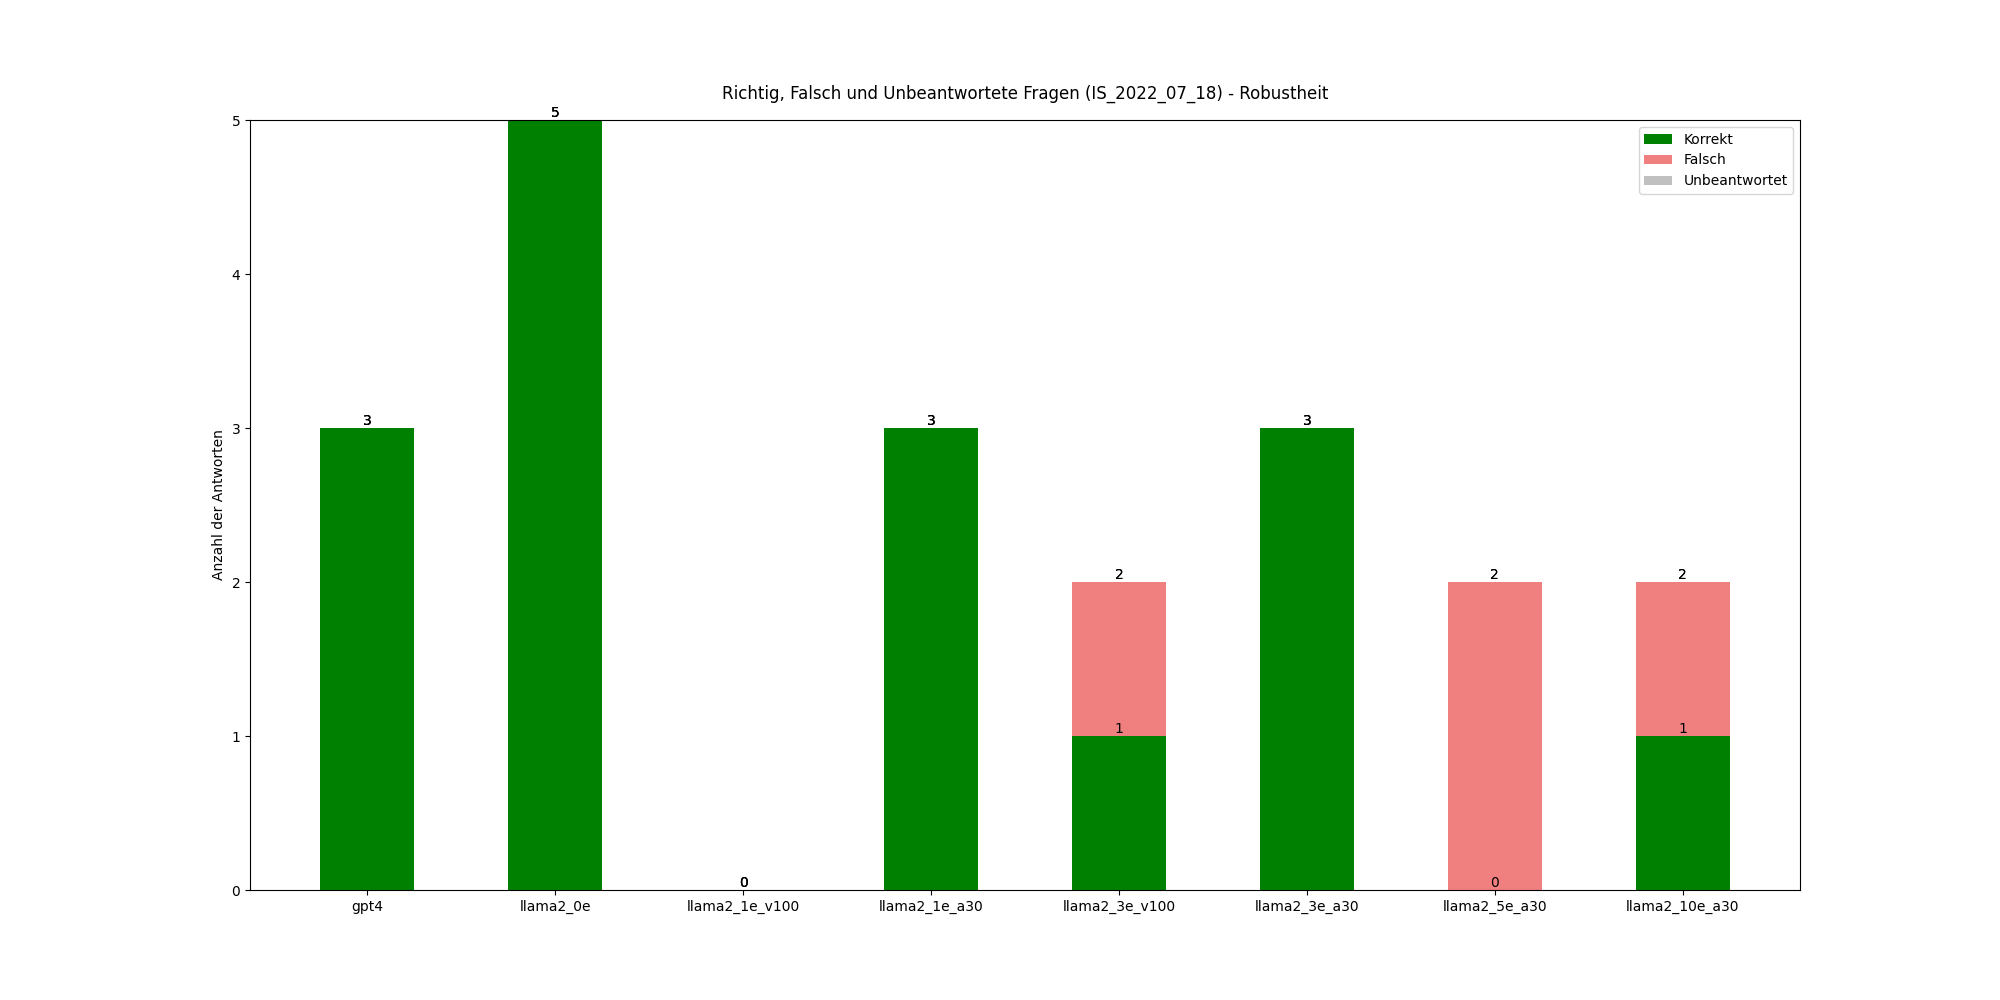 Richtig, Falsch und Unbeantwortete Fragen (IS_2022_07_18) - Robustheit
Korrekt
Falsch
Unbeantwortet
Anzahl der Antworten
5
4
3
2
1
0
3
5
0
3
2
1
3
2
0
2
1
gpt4
llama2_0e
llama2_1e_v100
llama2_1e_a30
llama2_3e_v100
llama2_3e_a30
llama2_5e_a30
llama2_10e_a30